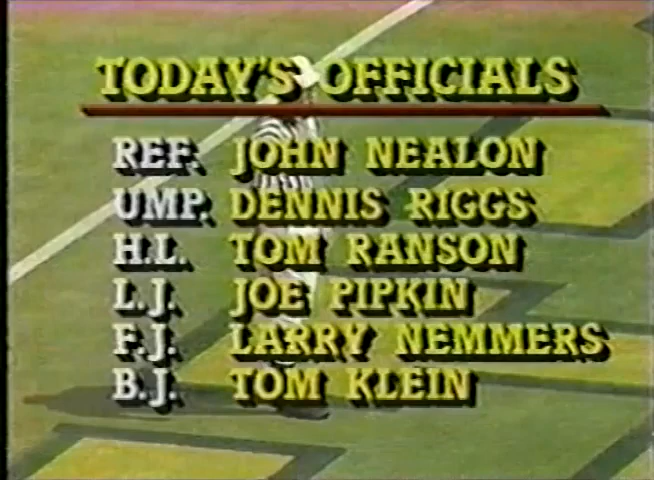 TODAY'S OFFICIALS
REF. JOHN NEALON
UMP. DENNIS RIGGS
H.L. TOM RANSON
L.J. JOE PIPKIN
F.J. LARRY NEMMERS
B.J. TOM KLEIN